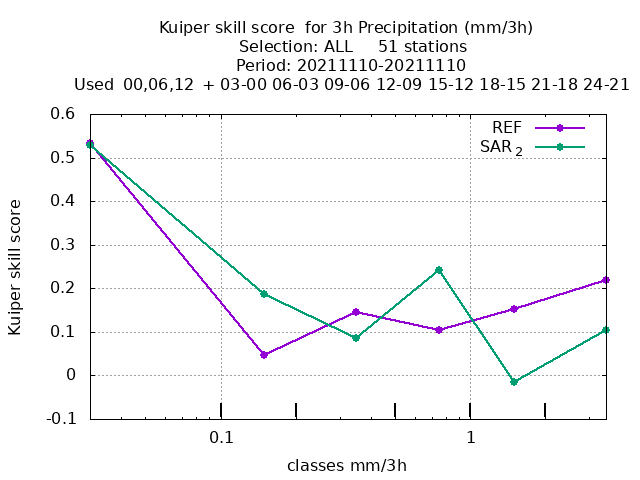 Kuiper skill score  for 3h Precipitation (mm/3h)
Selection: ALL     51 stations
Period: 20211110-20211110
Used  00,06,12  + 03-00 06-03 09-06 12-09 15-12 18-15 21-18 24-21
REF
SAR 2
0.6
0.5
0.4
0.3
0.2
0.1
0
-0.1
Kuiper skill score
0.1
1
classes mm/3h